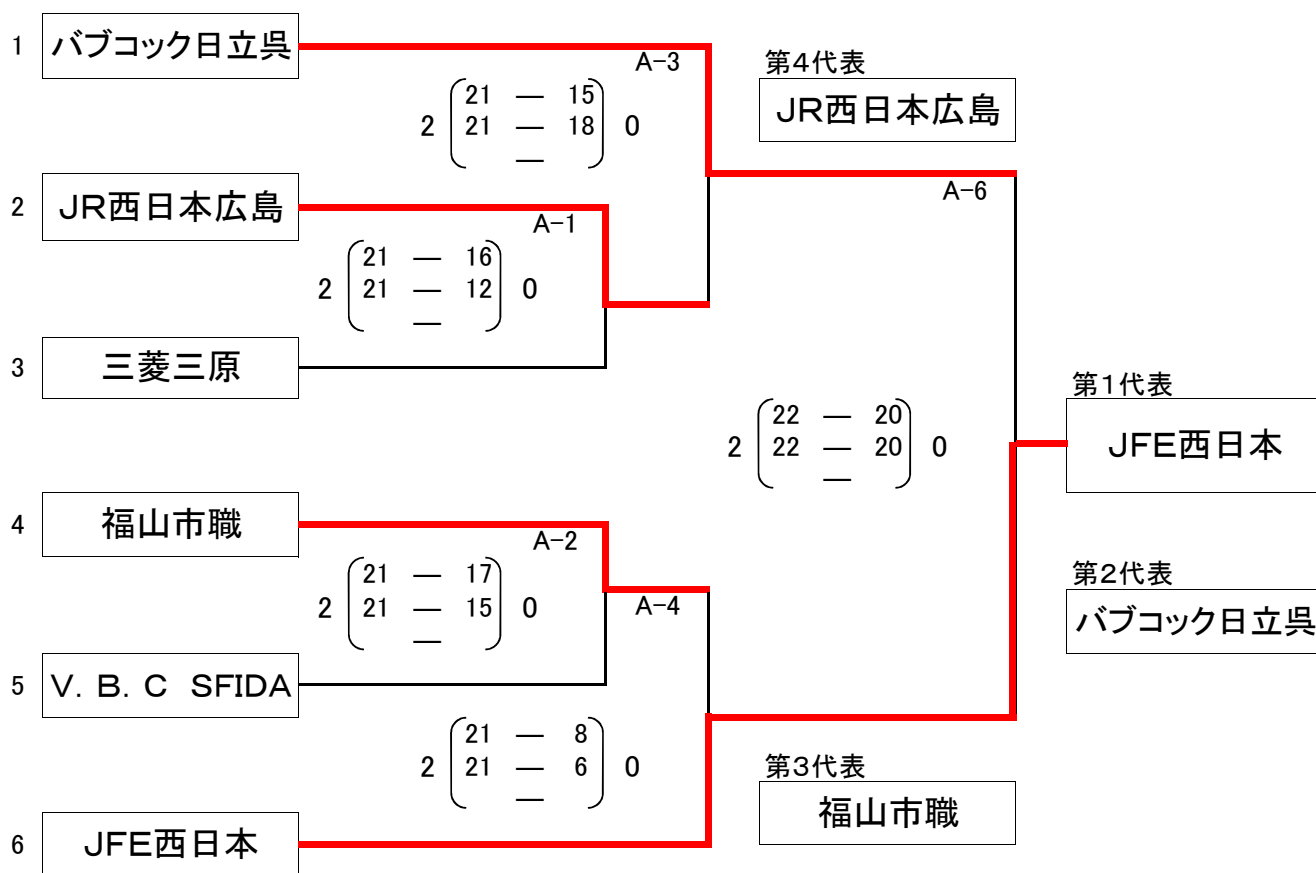 1 バブコック日立呉
A-3
第4代表
JR西日本広島
21 — 15
2 21 — 18 0
—
2 JR西日本広島
A-1
A-6
21 — 16
2 21 — 12 0
—
3 三菱三原
第1代表
JFE西日本
22 — 20
2 22 — 20 0
—
4 福山市職
A-2
21 — 17
2 21 — 15 0
—
A-4
第2代表
バブコック日立呉
5 V. B. C SFIDA
21 — 8
2 21 — 6 0
—
第3代表
福山市職
6 JFE西日本